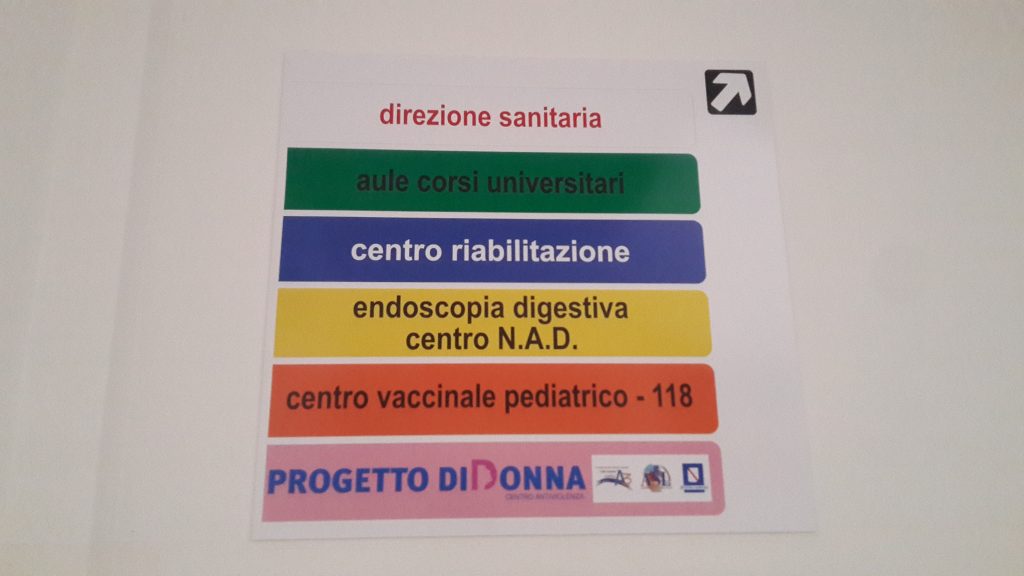 direzione sanitaria
aule corsi universitari
centro riabilitazione
endoscopia digestiva
centro N.A.D.
centro vaccinale pediatrico - 118
PROGETTO DIDONNA
CENTRO ANTIVIOLENZA